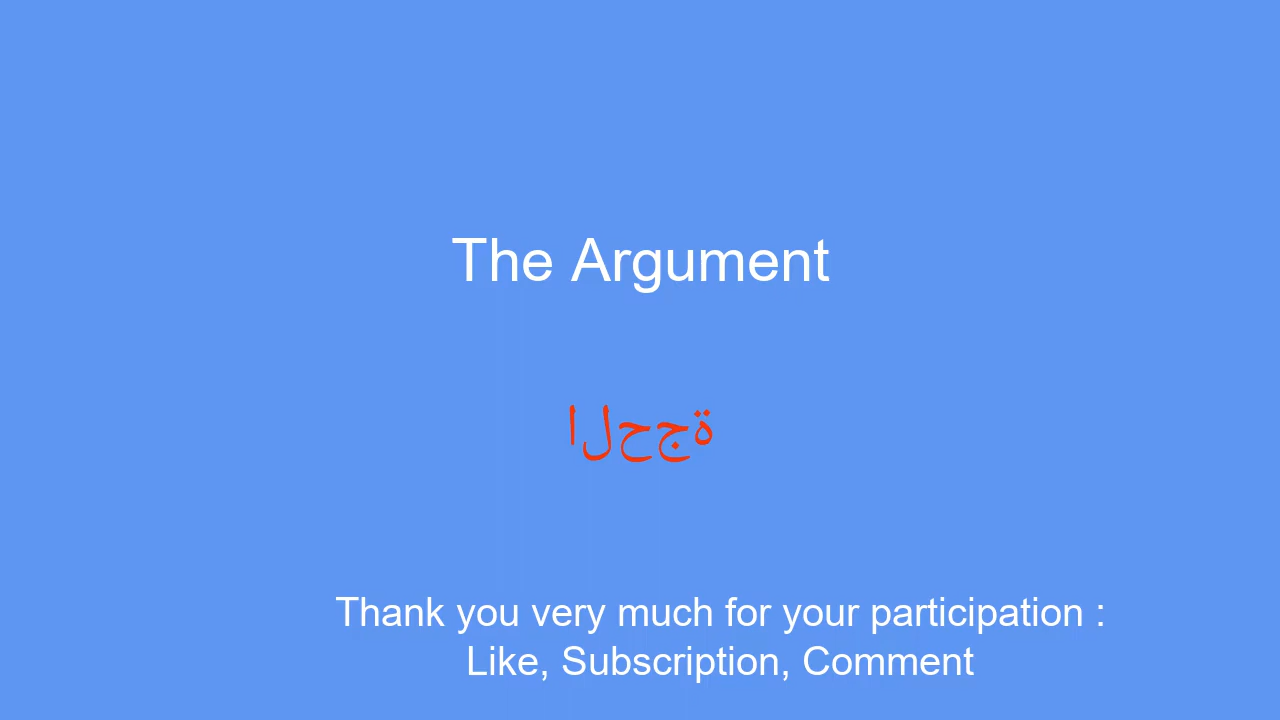 The Argument
الحجة
Thank you very much for your participation :
Like, Subscription, Comment